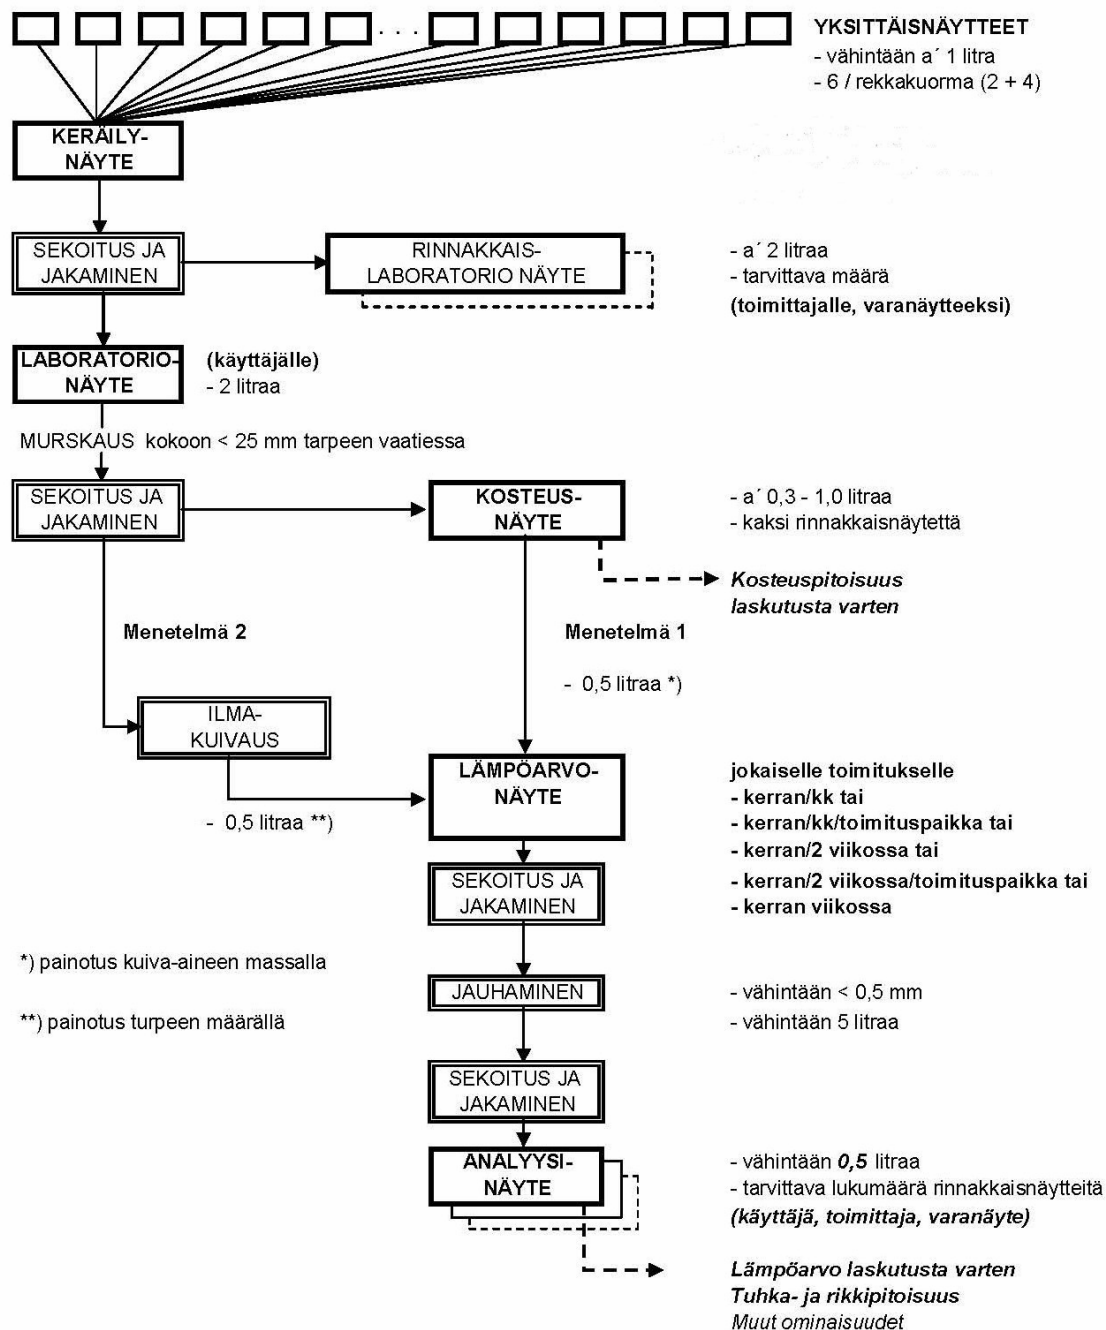 . . .
YKSITTÄISNÄYTTEET
- vähintään a´ 1 litra
- 6 / rekkakuorma (2 + 4)
KERÄILY-
NÄYTE
SEKOITUS JA
JAKAMINEN
RINNAKKAIS-
LABORATORIO NÄYTE
- a´ 2 litraa
- tarvittava määrä
(toimittajalle, varanäytteeksi)
LABORATORIO-
NÄYTE
(käyttäjälle)
- 2 litraa
MURSKAUS kokoon < 25 mm tarpeen vaatiessa
SEKOITUS JA
JAKAMINEN
KOSTEUS-
NÄYTE
- a´ 0,3 - 1,0 litraa
- kaksi rinnakkaisnäytettä
Kosteuspitoisuus
laskutusta varten
Menetelmä 2
Menetelmä 1
- 0,5 litraa *)
ILMA-
KUIVAUS
- 0,5 litraa **)
LÄMPÖARVO-
NÄYTE
jokaiselle toimitukselle
- kerran/kk tai
- kerran/kk/toimituspaikka tai
- kerran/2 viikossa tai
- kerran/2 viikossa/toimituspaikka tai
- kerran viikossa
SEKOITUS JA
JAKAMINEN
*) painotus kuiva-aineen massalla
**) painotus turpeen määrällä
JAUHAMINEN
- vähintään < 0,5 mm
- vähintään 5 litraa
SEKOITUS JA
JAKAMINEN
ANALYYSI-
NÄYTE
- vähintään 0,5 litraa
- tarvittava lukumäärä rinnakkaisnäytteitä
(käyttäjä, toimittaja, varanäyte)
Lämpöarvo laskutusta varten
Tuhka- ja rikkipitoisuus
Muut ominaisuudet